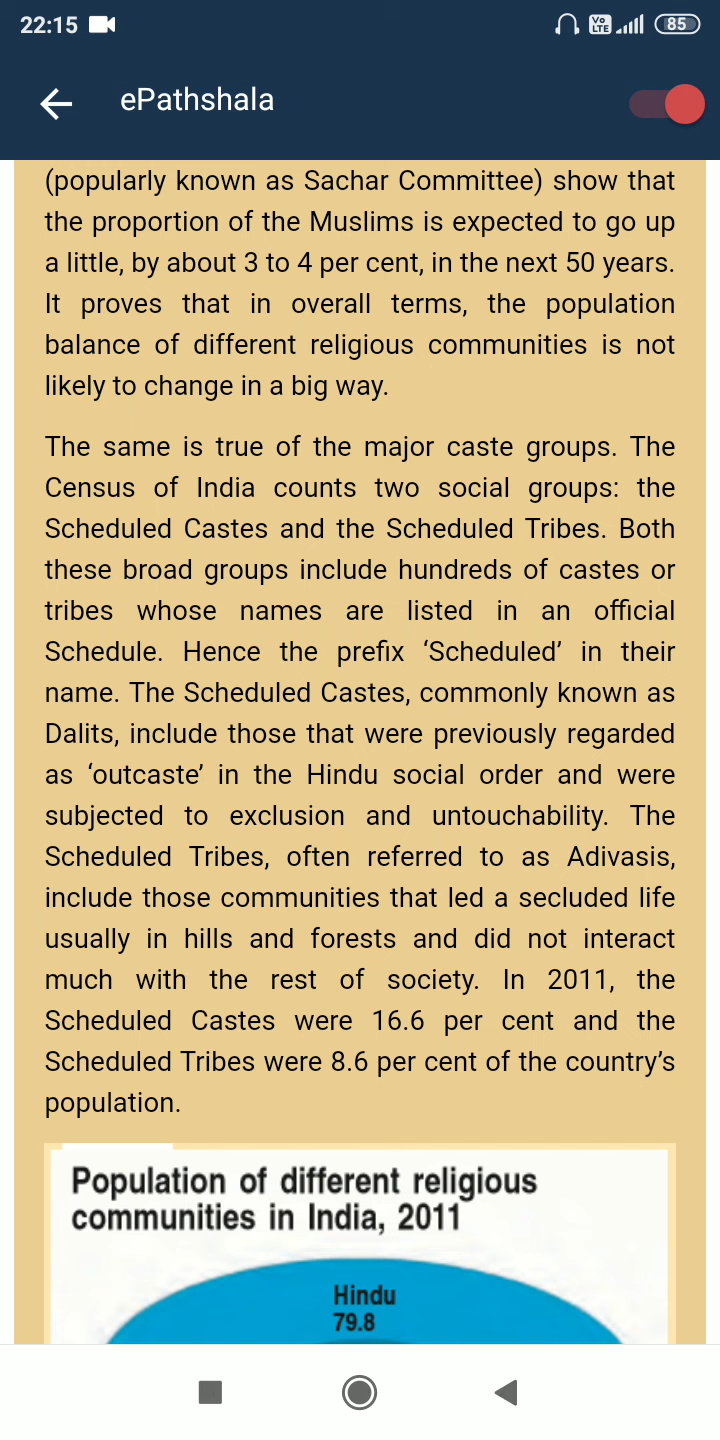 22:15
Vo LTE
85
ePathshala
(popularly known as Sachar Committee) show that
the proportion of the Muslims is expected to go up
a little, by about 3 to 4 per cent, in the next 50 years.
It proves that in overall terms, the population
balance of different religious communities is not
likely to change in a big way.
The same is true of the major caste groups. The
Census of India counts two social groups: the
Scheduled Castes and the Scheduled Tribes. Both
these broad groups include hundreds of castes or
tribes whose names are listed in an official
Schedule. Hence the prefix ‘Scheduled’ in their
name. The Scheduled Castes, commonly known as
Dalits, include those that were previously regarded
as ‘outcaste’ in the Hindu social order and were
subjected to exclusion and untouchability. The
Scheduled Tribes, often referred to as Adivasis,
include those communities that led a secluded life
usually in hills and forests and did not interact
much with the rest of society. In 2011, the
Scheduled Castes were 16.6 per cent and the
Scheduled Tribes were 8.6 per cent of the country’s
population.
Population of different religious
communities in India, 2011
Hindu
79.8